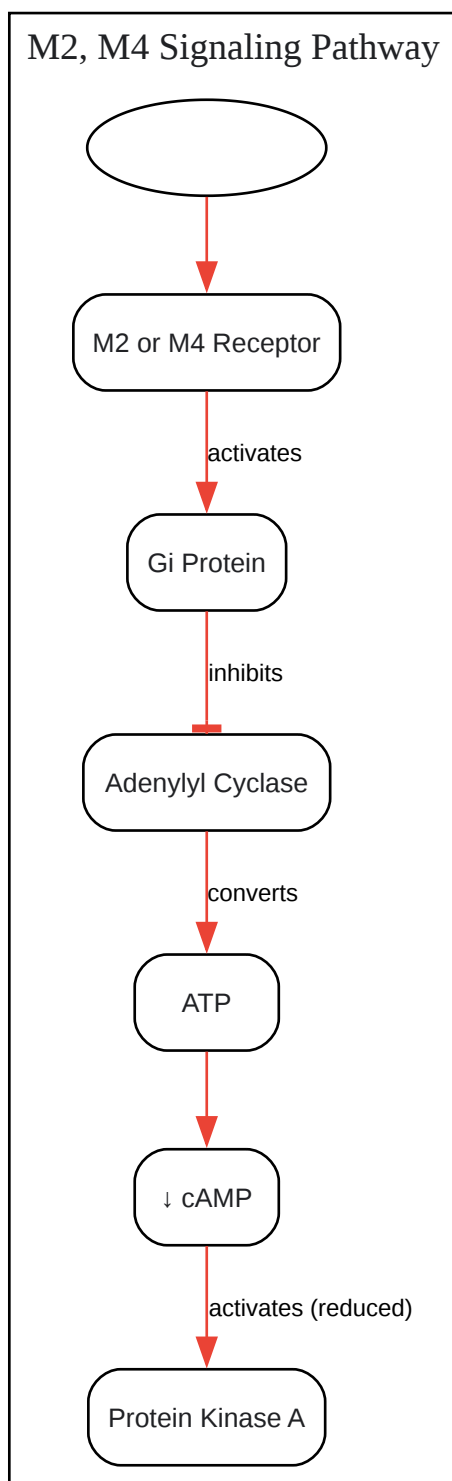 M2, M4 Signaling Pathway
M2 or M4 Receptor
activates
Gi Protein
inhibits
Adenylyl Cyclase
converts
ATP
↓ cAMP
activates (reduced)
Protein Kinase A